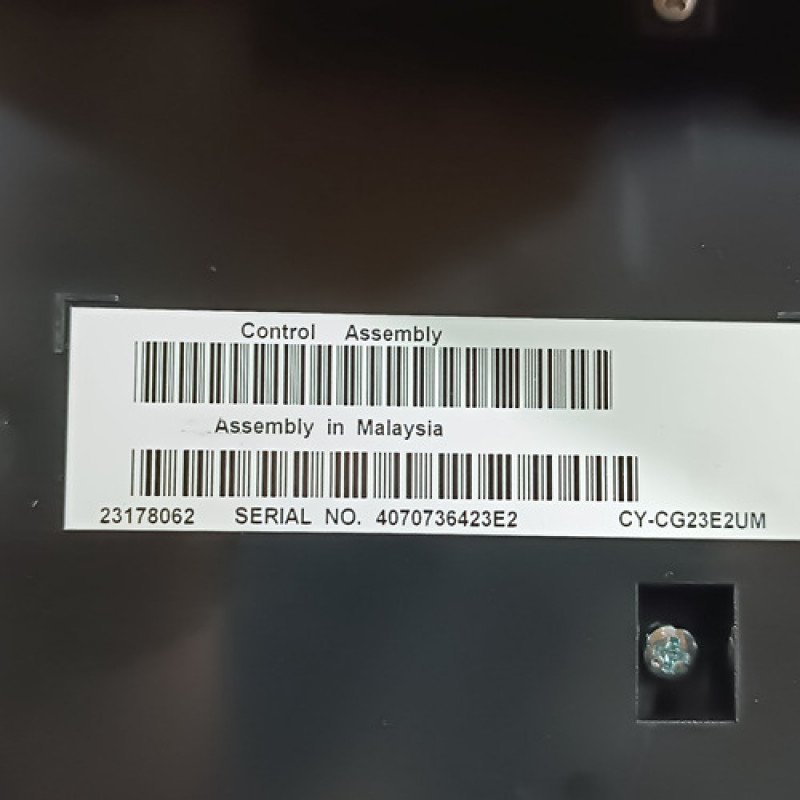 Control Assembly
Assembly in Malaysia
23178062 SERIAL NO. 4070736423E2 CY-CG23E2UM